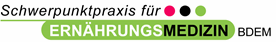 Schwerpunktpraxis für
ERNÄHRUNGSMEDIZIN BDEM